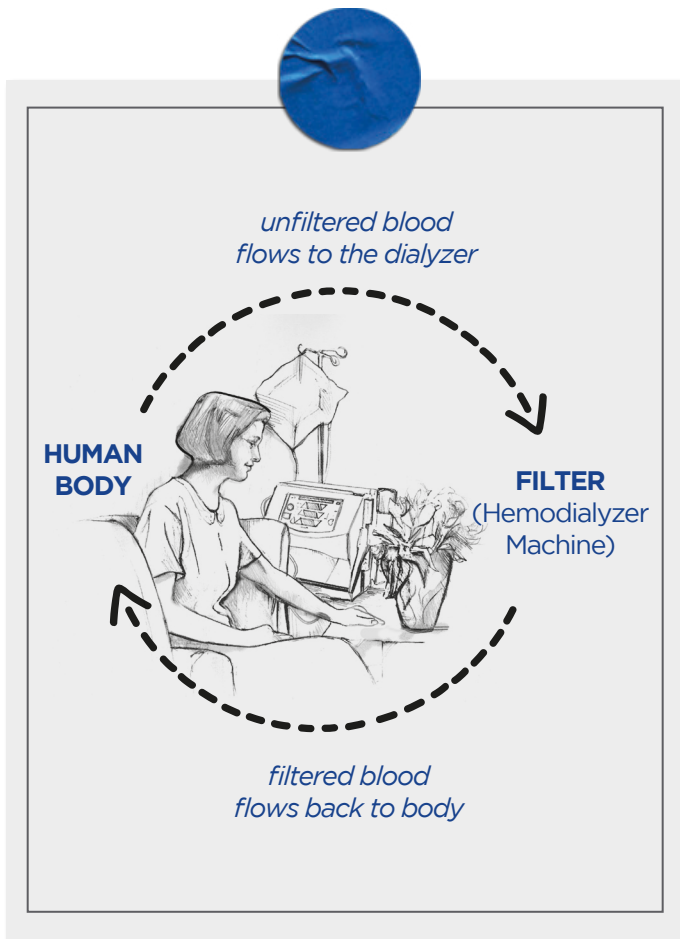 unfiltered blood
flows to the dialyzer
HUMAN
BODY
FILTER
(Hemodialyzer
Machine)
filtered blood
flows back to body